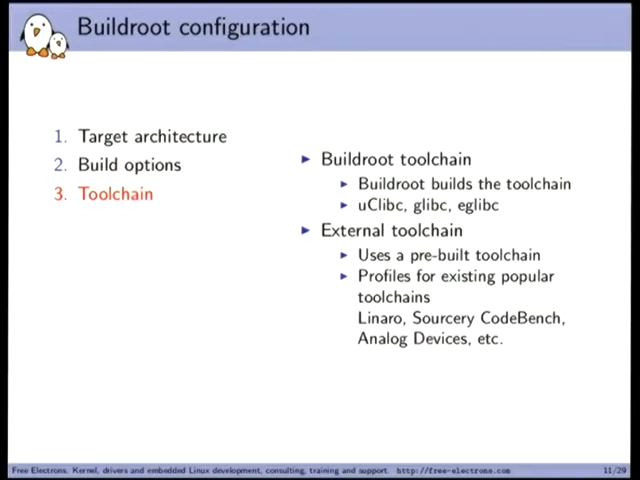 Buildroot configuration
1. Target architecture
2. Build options
3. Toolchain
Buildroot toolchain
Buildroot builds the toolchain
uClibc, glibc, eglibc
External toolchain
Uses a pre-built toolchain
Profiles for existing popular
toolchains
Linaro, Sourcery CodeBench,
Analog Devices, etc.
Free Electrons. Kernel, drivers and embedded Linux development, consulting, training and support. http://free-electrons.com 11/29